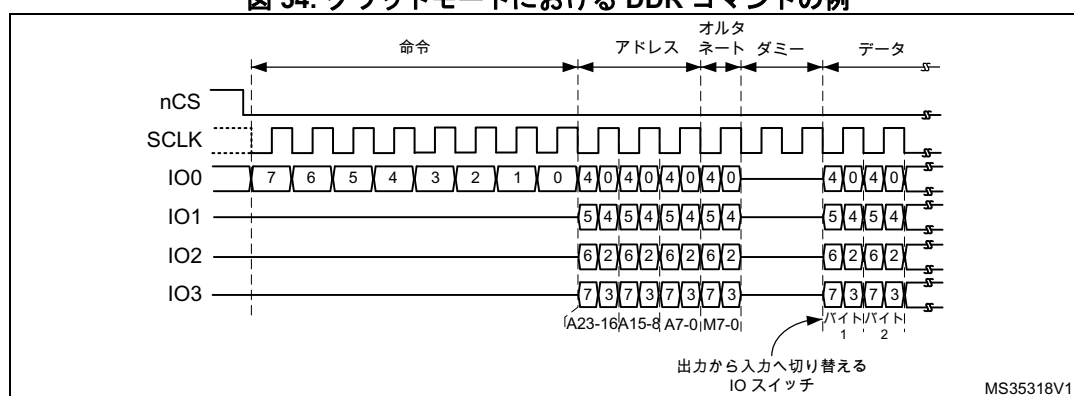 命令 アドレス オルタネート ダミー データ
nCS
SCLK
IO0 7 6 5 4 3 2 1 0 4 0 4 0 4 0 4 0 4 0 4 0
IO1 5 4 5 4 5 4 5 4 5 4 5 4
IO2 6 2 6 2 6 2 6 2 6 2 6 2
IO3 7 3 7 3 7 3 7 3 7 3 7 3
A23-16 A15-8 A7-0 M7-0 バイト1 バイト2
出力から入力へ切り替える
IO スイッチ
MS35318V1